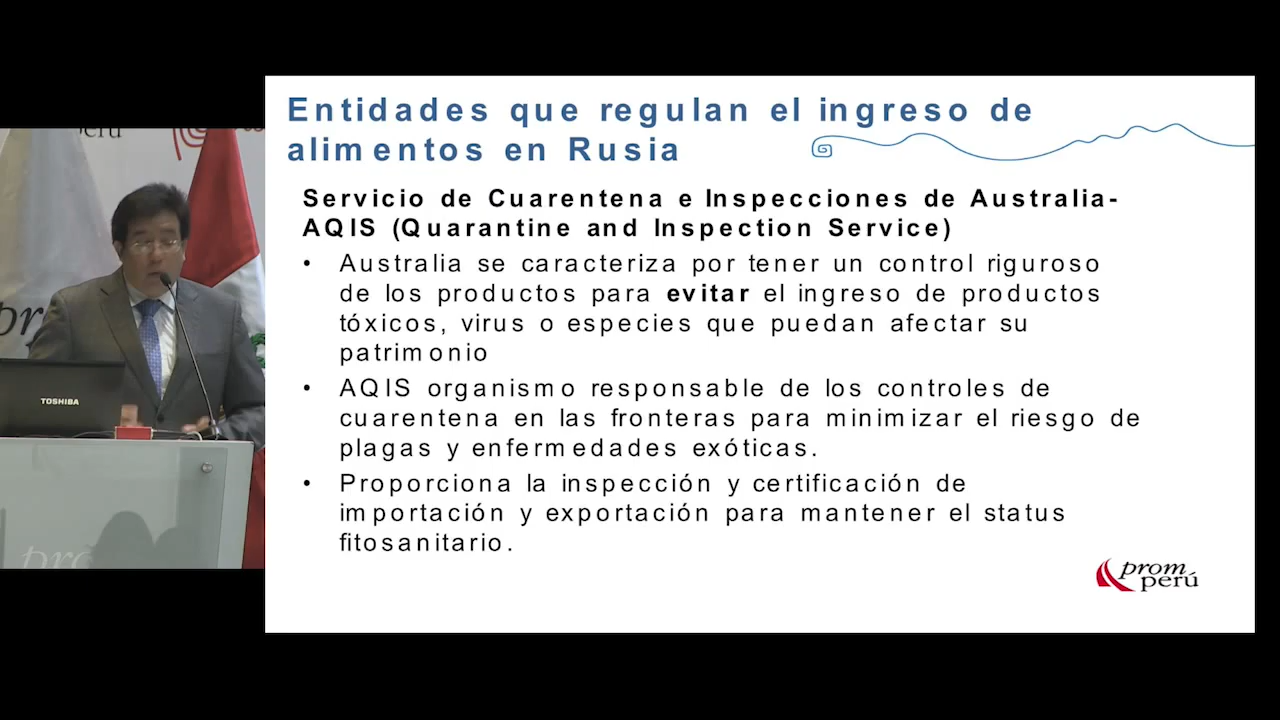 Entidades que regulan el ingreso de
alimentos en Rusia
Servicio de Cuarentena e Inspecciones de Australia-
AQIS (Quarantine and Inspection Service)
• Australia se caracteriza por tener un control riguroso
de los productos para evitar el ingreso de productos
tóxicos, virus o especies que puedan afectar su
patrimonio
• AQIS organismo responsable de los controles de
cuarentena en las fronteras para minimizar el riesgo de
plagas y enfermedades exóticas.
• Proporciona la inspección y certificación de
importación y exportación para mantener el status
fitosanitario.
prom
perú
TOSHIBA